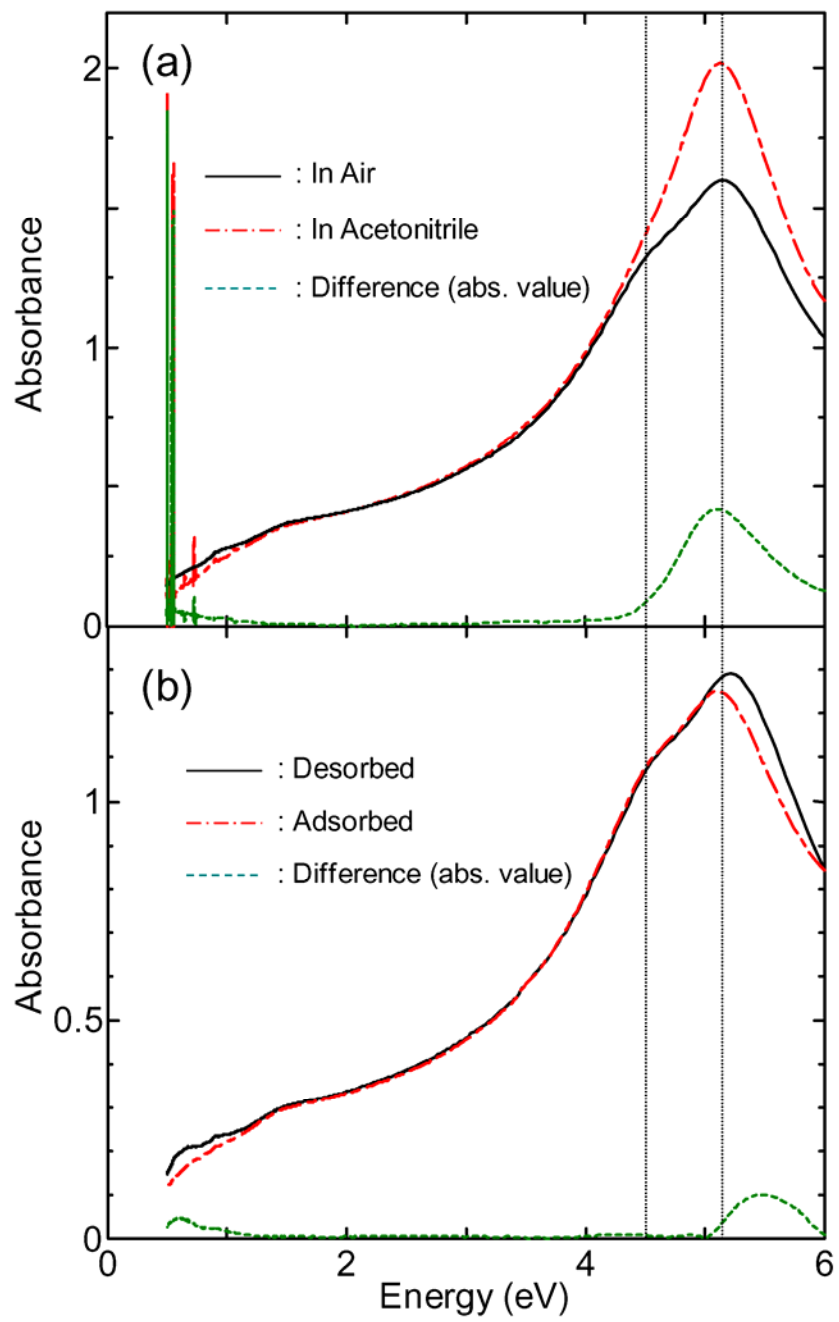 (a)
2
: In Air
: In Acetonitrile
: Difference (abs. value)
Absorbance
1
0
(b)
: Desorbed
: Adsorbed
: Difference (abs. value)
1
Absorbance
0.5
0
0 2 4 6
Energy (eV)